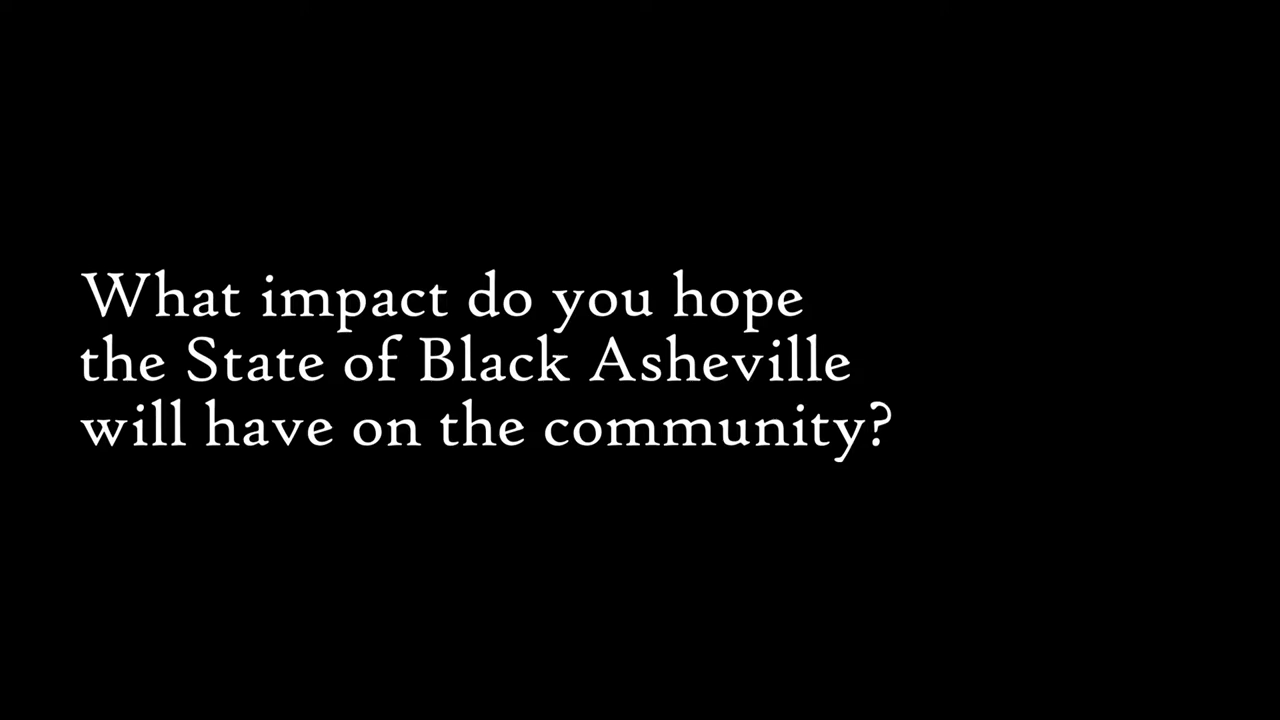 What impact do you hope
the State of Black Asheville
will have on the community?